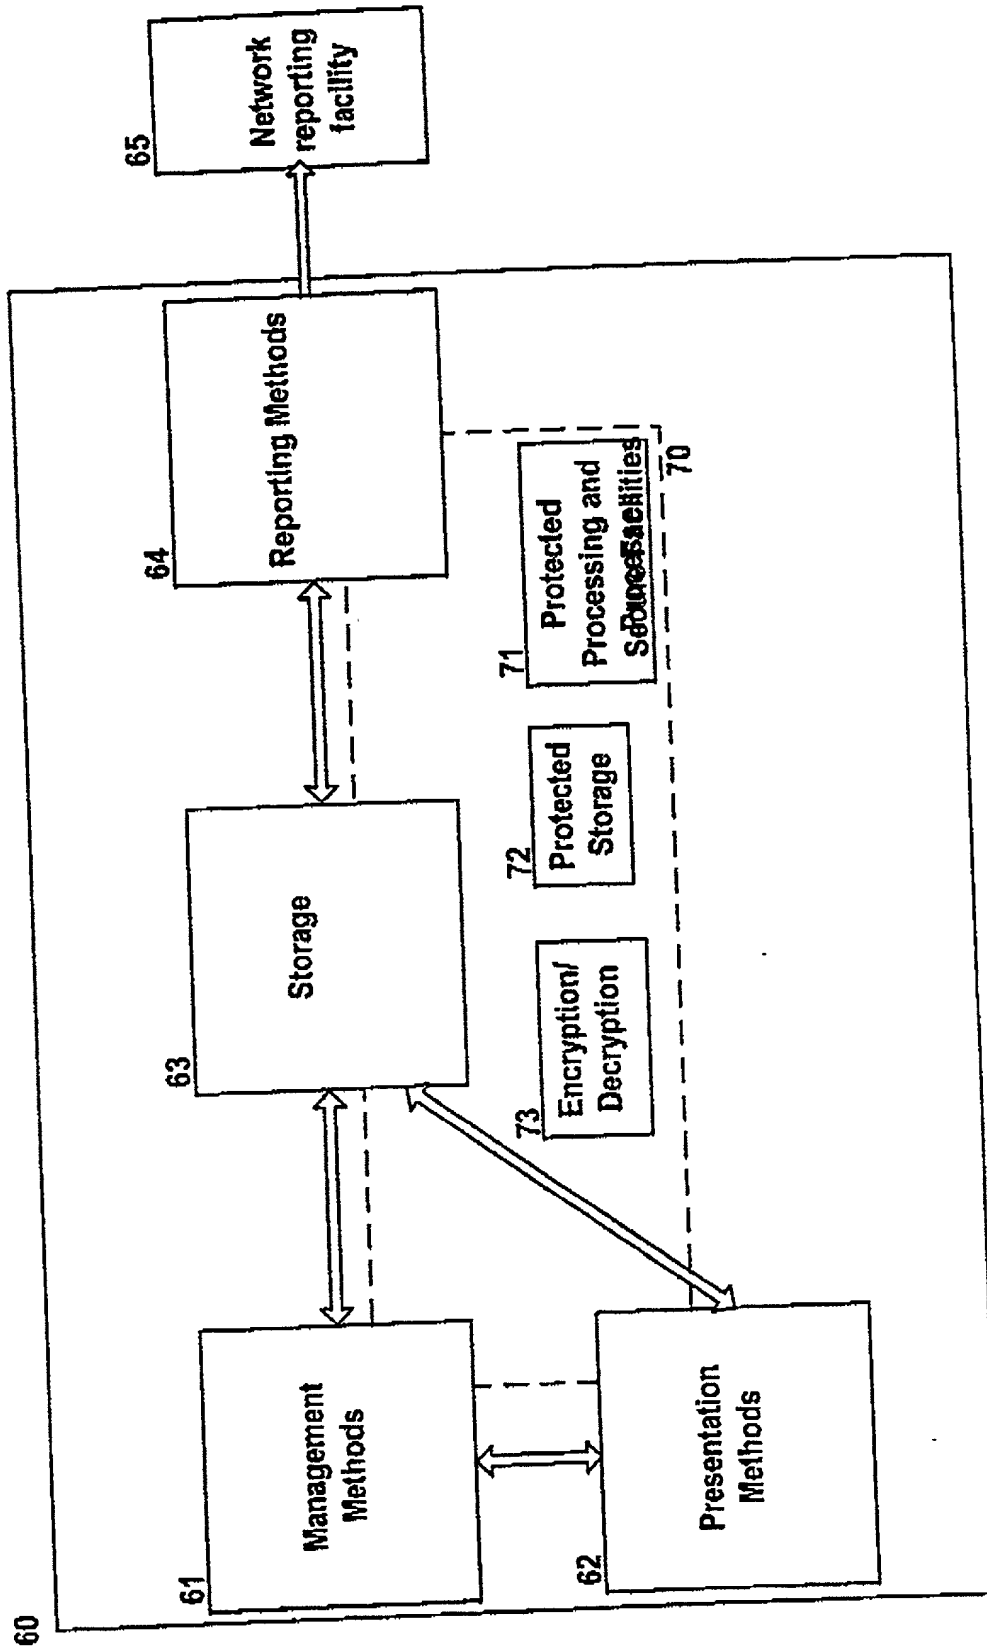 60
61
Management
Methods
62
Presentation
Methods
63
Storage
64
Reporting Methods
65
Network
reporting
facility
73
Encryption/
Decryption
72
Protected
Storage
71
Protected
Processing and
70